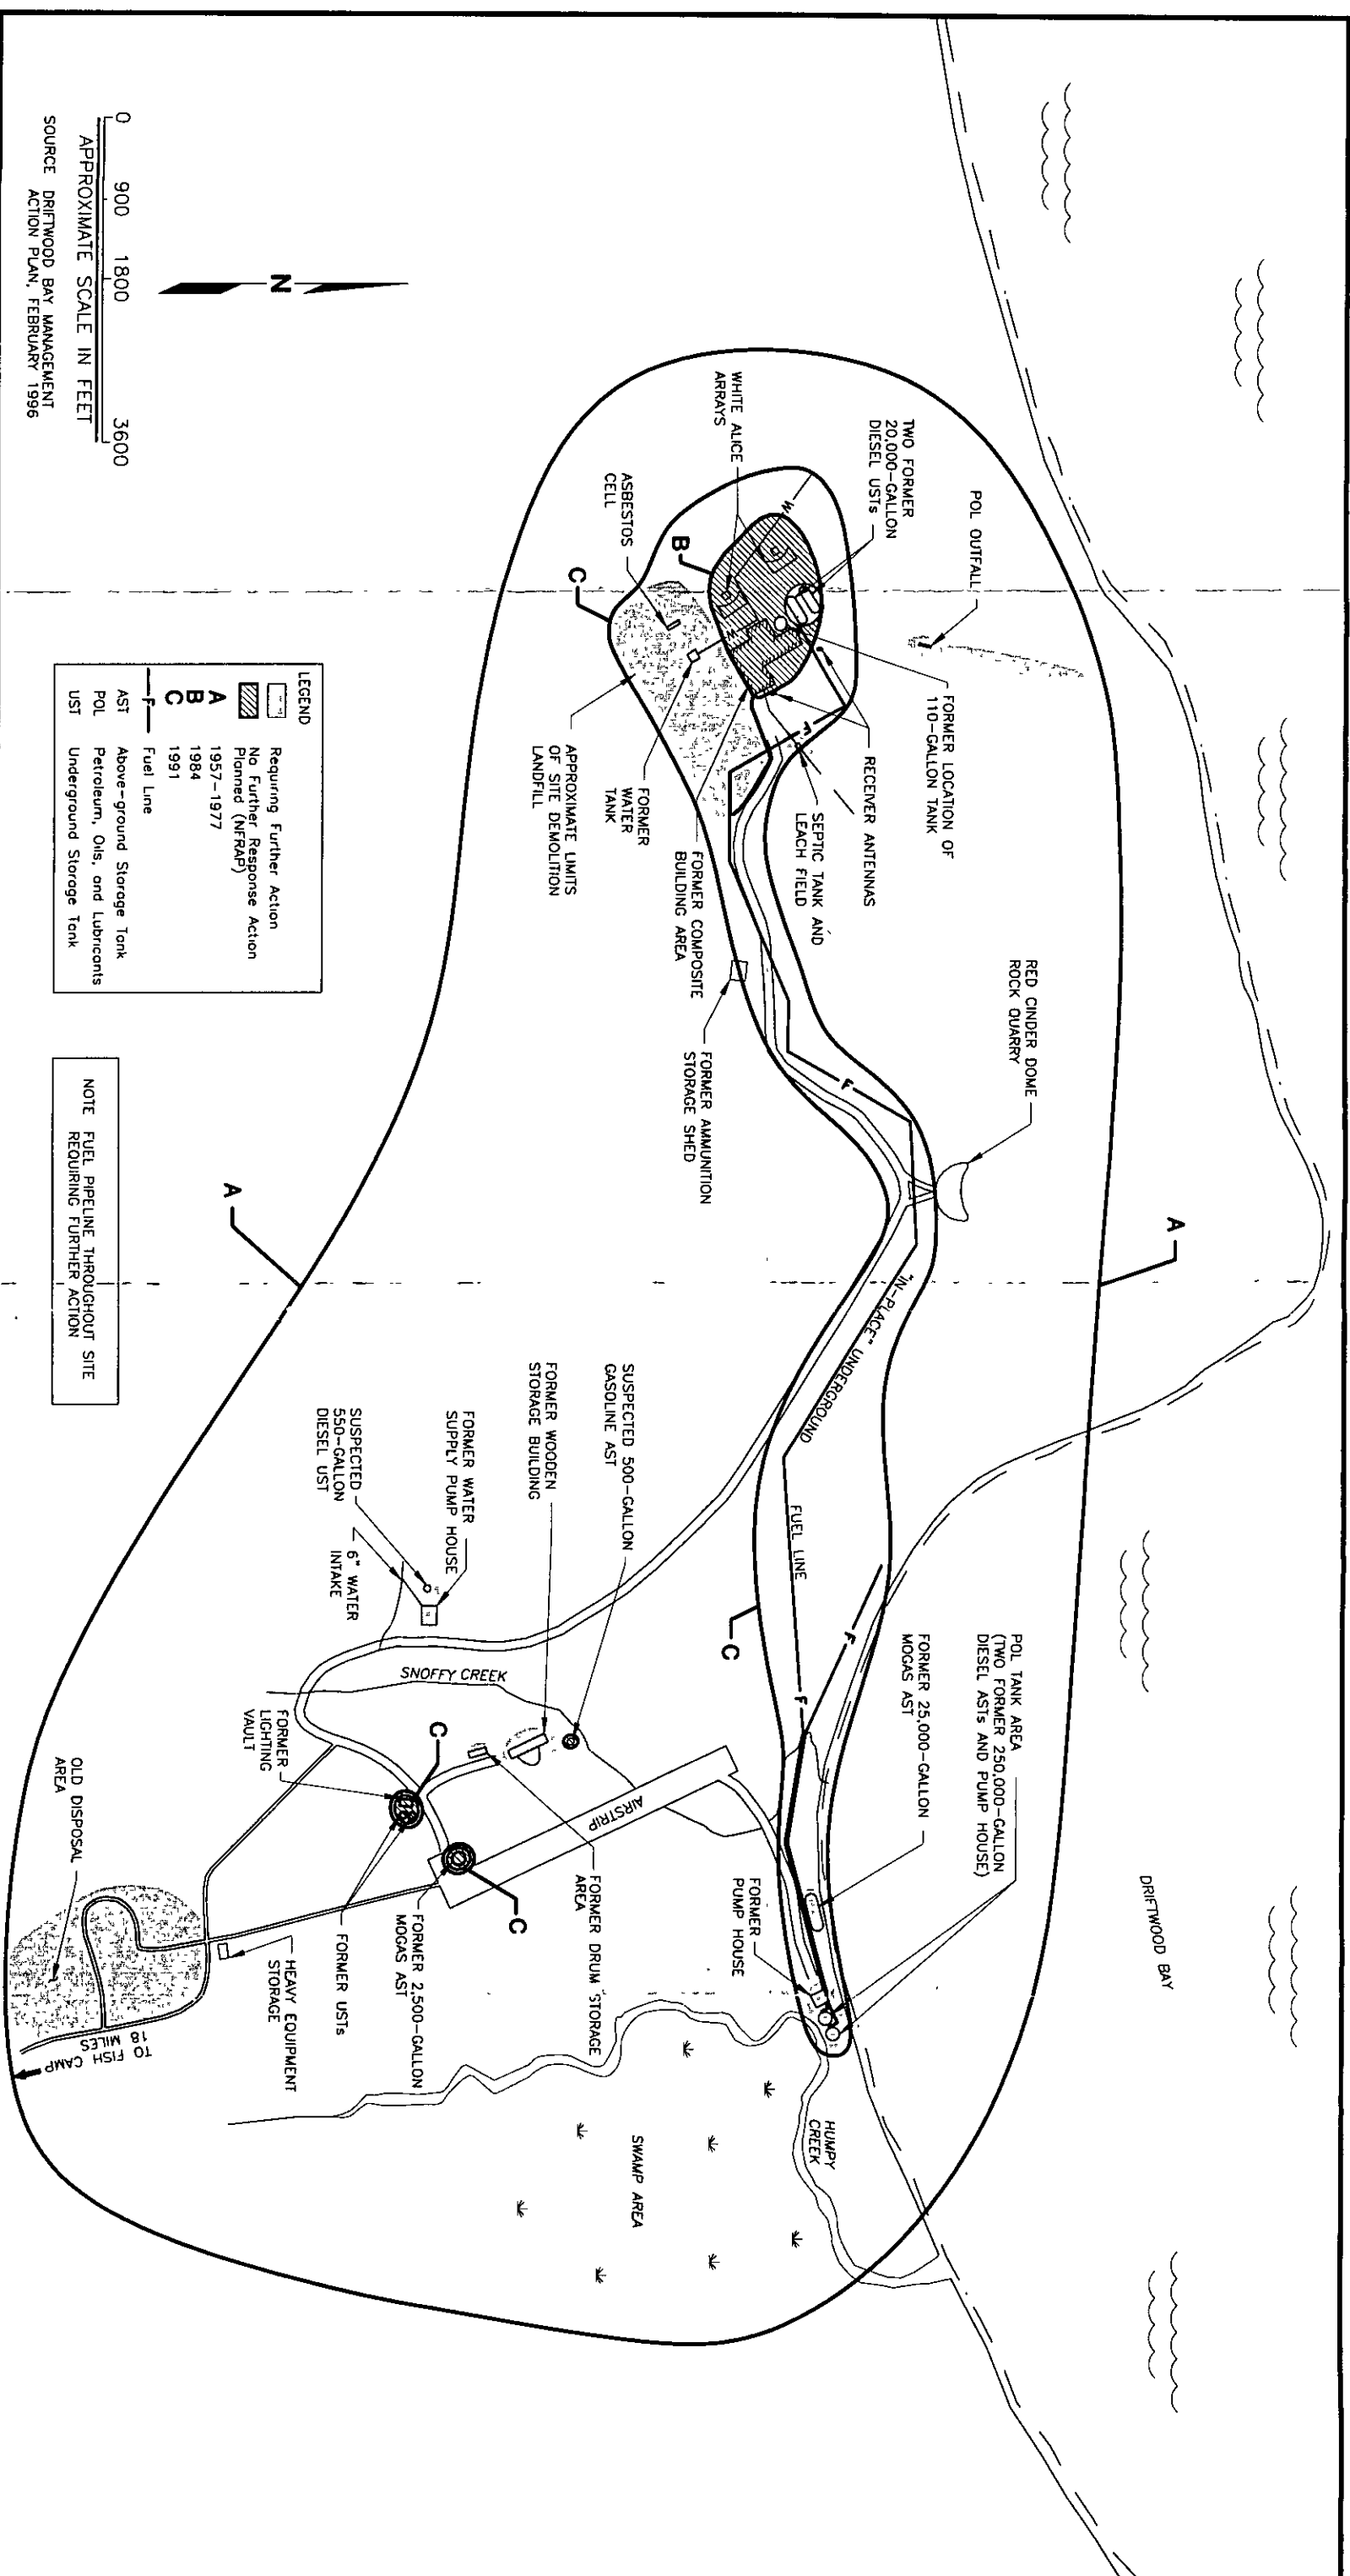 DRIFTWOOD BAY
A
RED CINDER DOME
ROCK QUARRY
POL OUTFALL
FORMER LOCATION OF
110-GALLON TANK
TWO FORMER
20,000-GALLON
DIESEL USTs
RECEIVER ANTENNAS
SEPTIC TANK AND
LEACH FIELD
WHITE ALICE
ARRAYS
W
W
B
ASBESTOS
CELL
C
FORMER COMPOSITE
BUILDING AREA
FORMER
WATER
TANK
APPROXIMATE LIMITS
OF SITE DEMOLITION
LANDFILL
FORMER AMMUNITION
STORAGE SHED
F
F
"IN-PLACE" UNDERGROUND
FUEL LINE
F
F
POL TANK AREA
(TWO FORMER 250,000-GALLON
DIESEL ASTs AND PUMP HOUSE)
FORMER 25,000-GALLON
MOGAS AST
C
FORMER
PUMP HOUSE
HUMPY
CREEK
SWAMP AREA
SUSPECTED 500-GALLON
GASOLINE AST
FORMER WOODEN
STORAGE BUILDING
FORMER WATER
SUPPLY PUMP HOUSE
SUSPECTED
550-GALLON
DIESEL UST
6" WATER
INTAKE
SNOFFY CREEK
AIRSTRIP
FORMER DRUM STORAGE
AREA
C
C
FORMER
LIGHTING
VAULT
FORMER 2,500-GALLON
MOGAS AST
FORMER USTs
HEAVY EQUIPMENT
STORAGE
OLD DISPOSAL
AREA
TO FISH CAMP
18 MILES
A
N
0 900 1800 3600
APPROXIMATE SCALE IN FEET
SOURCE DRIFTWOOD BAY MANAGEMENT
ACTION PLAN, FEBRUARY 1996
LEGEND
Requiring Further Action
No Further Response Action
Planned (NFRAP)
A 1957-1977
B 1984
C 1991
F Fuel Line
AST Above-ground Storage Tank
POL Petroleum, Oils, and Lubricants
UST Underground Storage Tank
NOTE FUEL PIPELINE THROUGHOUT SITE
REQUIRING FURTHER ACTION